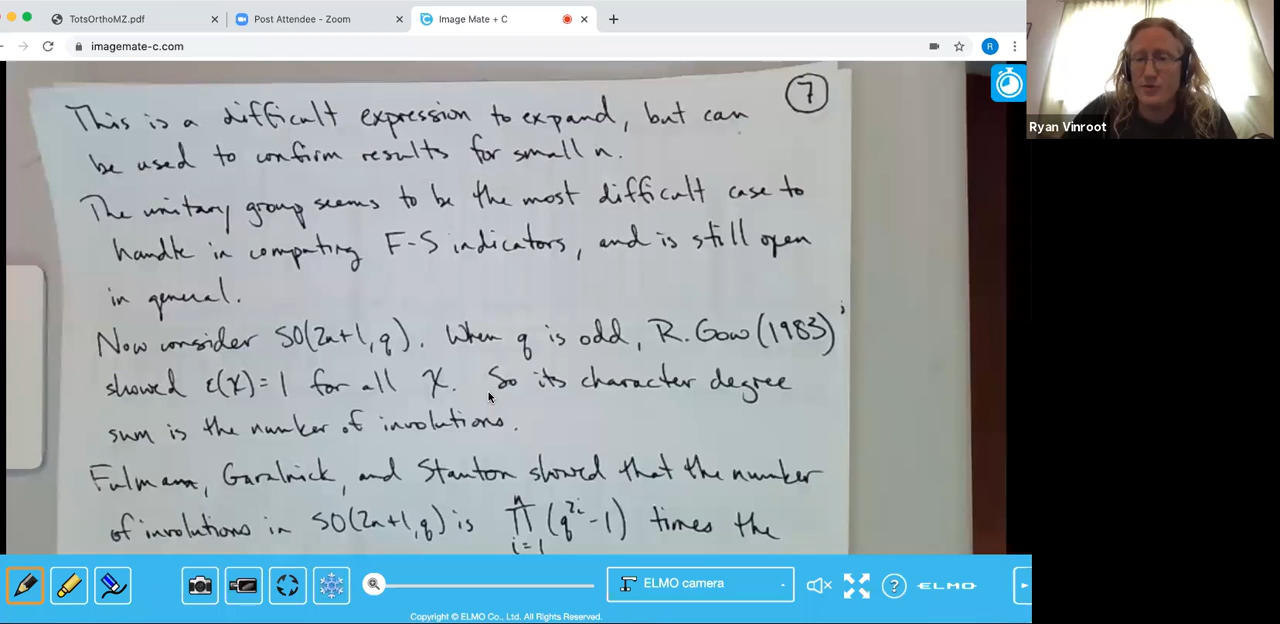 TotsOrthoMZ.pdf
Post Attendee - Zoom
Image Mate + C
imagemate-c.com
R
Ryan Vinroot
7
This is a difficult expression to expand, but can
be used to confirm results for small n.
The unitary group seems to be the most difficult case to
handle in computing F-S indicators, and is still open
in general.
Now consider SO(2n+1,q). When q is odd, R. Gow (1983)
showed ε(χ)=1 for all χ. So its character degree
sum is the number of involutions.
Fulmann, Guralnick, and Stanton showed that the number
of involutions in SO(2n+1,q) is ∏_{i=1}^{n} (q^{2i}-1) times the
ELMO camera
ELMO
Copyright © ELMO Co., Ltd. All Rights Reserved.